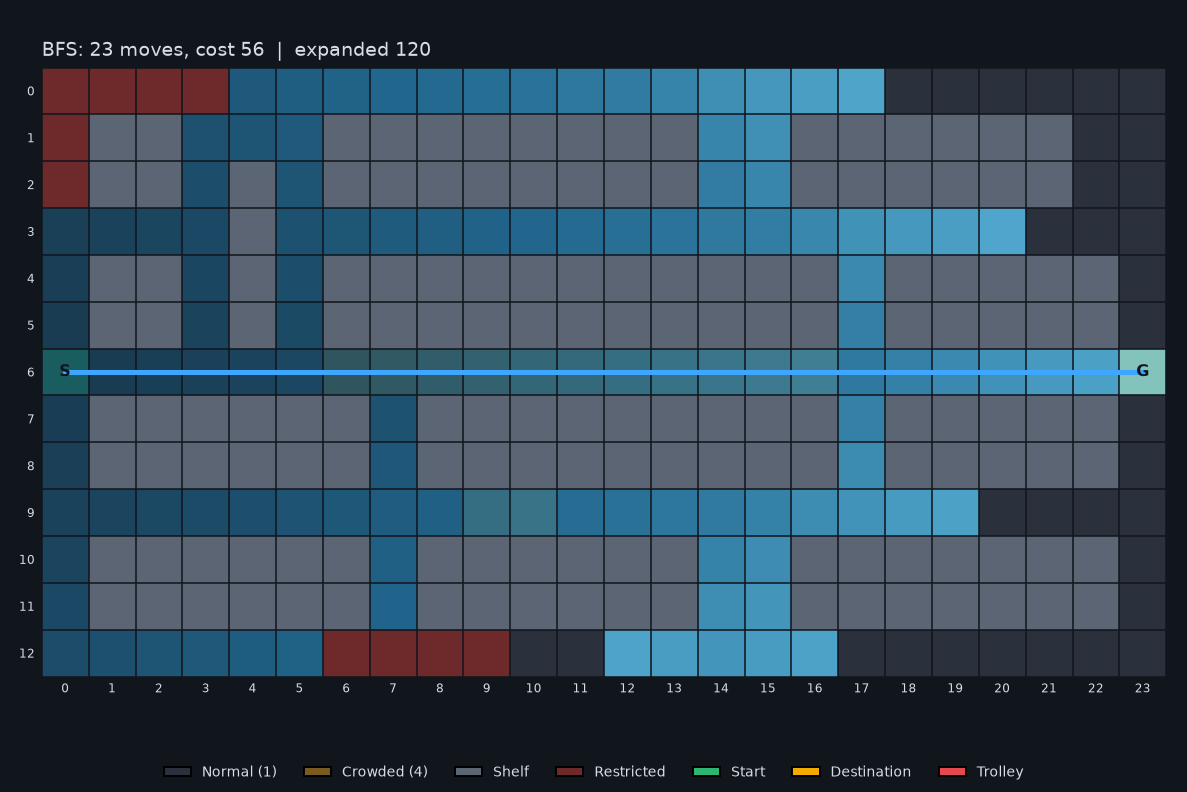 BFS: 23 moves, cost 56 | expanded 120
0
1
2
3
4
5
S
6
G
7
8
9
10
11
12
0 1 2 3 4 5 6 7 8 9 10 11 12 13 14 15 16 17 18 19 20 21 22 23
Normal (1) Crowded (4) Shelf Restricted Start Destination Trolley